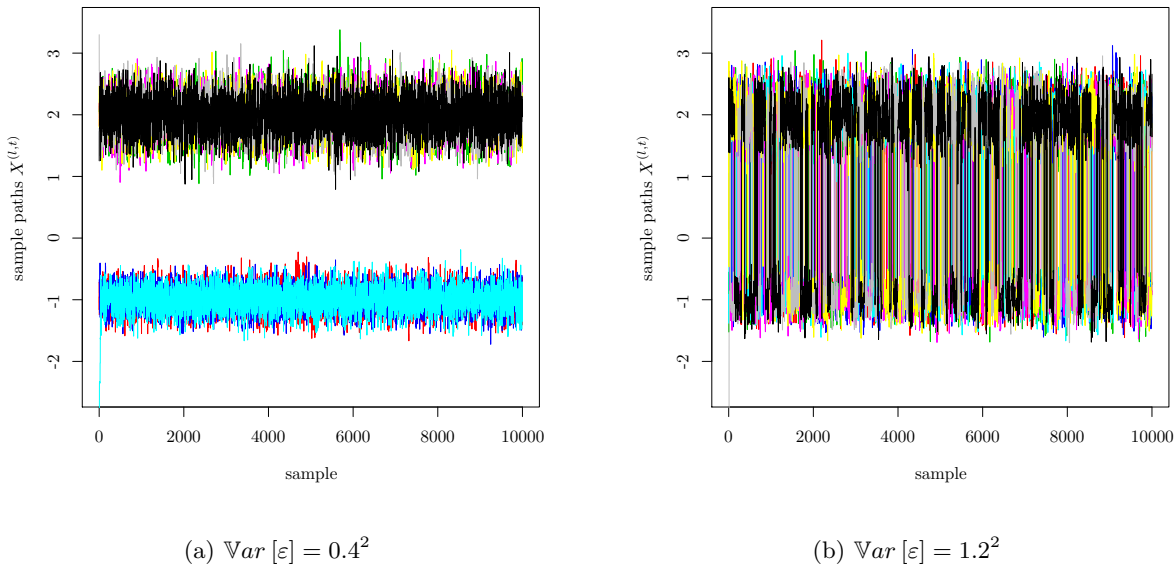 3
2
1
0
-1
-2
sample paths X^{(l,t)}
0 2000 4000 6000 8000 10000
sample
(a) 𝕍ar [ε] = 0.4²
3
2
1
0
-1
-2
sample paths X^{(l,t)}
0 2000 4000 6000 8000 10000
sample
(b) 𝕍ar [ε] = 1.2²